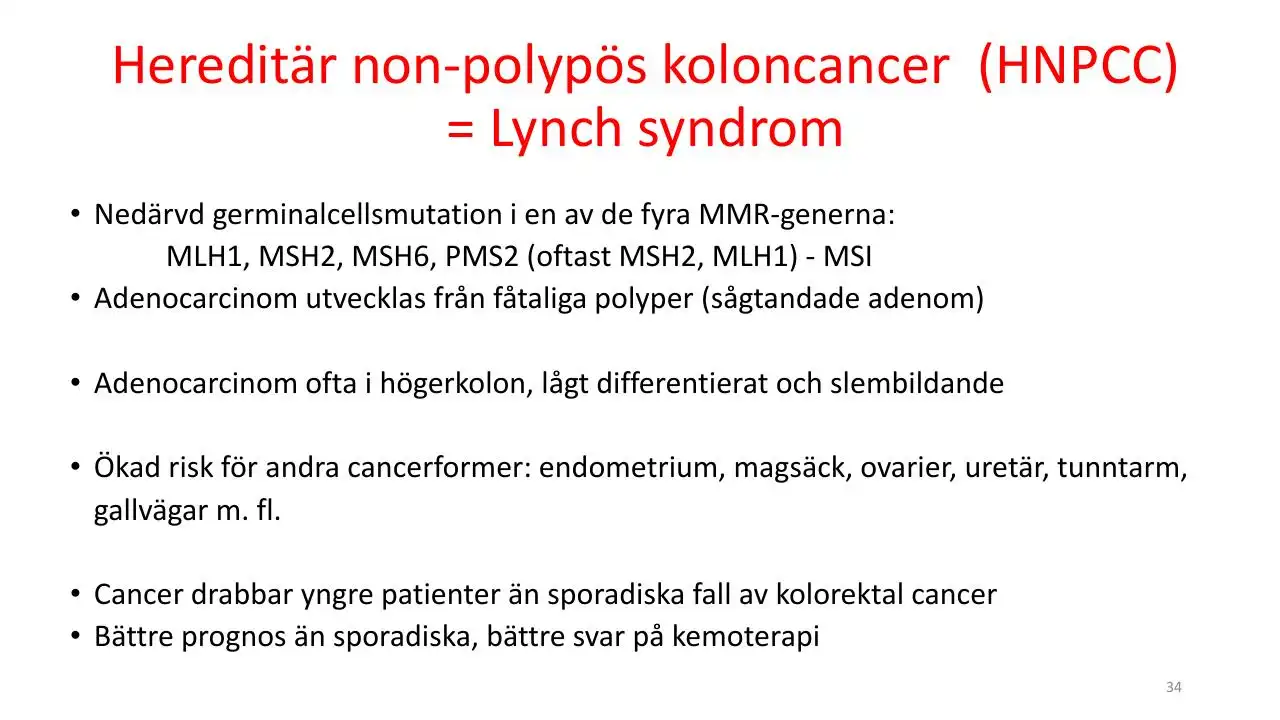 Hereditär non-polypös koloncancer (HNPCC)
= Lynch syndrom
• Nedärvd germinalcellsmutation i en av de fyra MMR-generna:
MLH1, MSH2, MSH6, PMS2 (oftast MSH2, MLH1) - MSI
• Adenocarcinom utvecklas från fåtaliga polyper (sågtandade adenom)
• Adenocarcinom ofta i högerkolon, lågt differentierat och slembildande
• Ökad risk för andra cancerformer: endometrium, magsäck, ovarier, uretär, tunntarm,
gallvägar m. fl.
• Cancer drabbar yngre patienter än sporadiska fall av kolorektal cancer
• Bättre prognos än sporadiska, bättre svar på kemoterapi
34